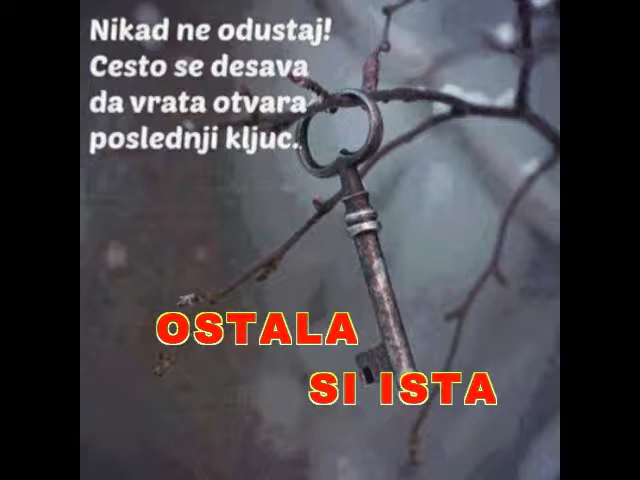 Nikad ne odustaj!
Cesto se desava
da vrata otvara
poslednji kljuc.
OSTALA
SI ISTA